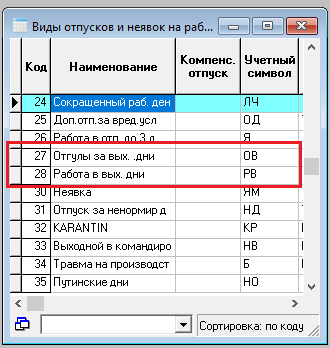 Виды отпусков и неявок на раб...
Код Наименование Компенс. отпуск Учетный символ
24 Сокращенный раб. ден ЛЧ
25 Доп.отп.за вред.усл ОД
26 Работа в отп. до 3 д Я
27 Отгулы за вых. .дни ОВ
28 Работа в вых. дни РВ
30 Неявка ЯМ
31 Отпуск за ненормир д НД
32 KARANTIN КР
33 Выходной в командиро НВ
34 Травма на производст Б
35 Путинские дни НО
Сортировка: по коду